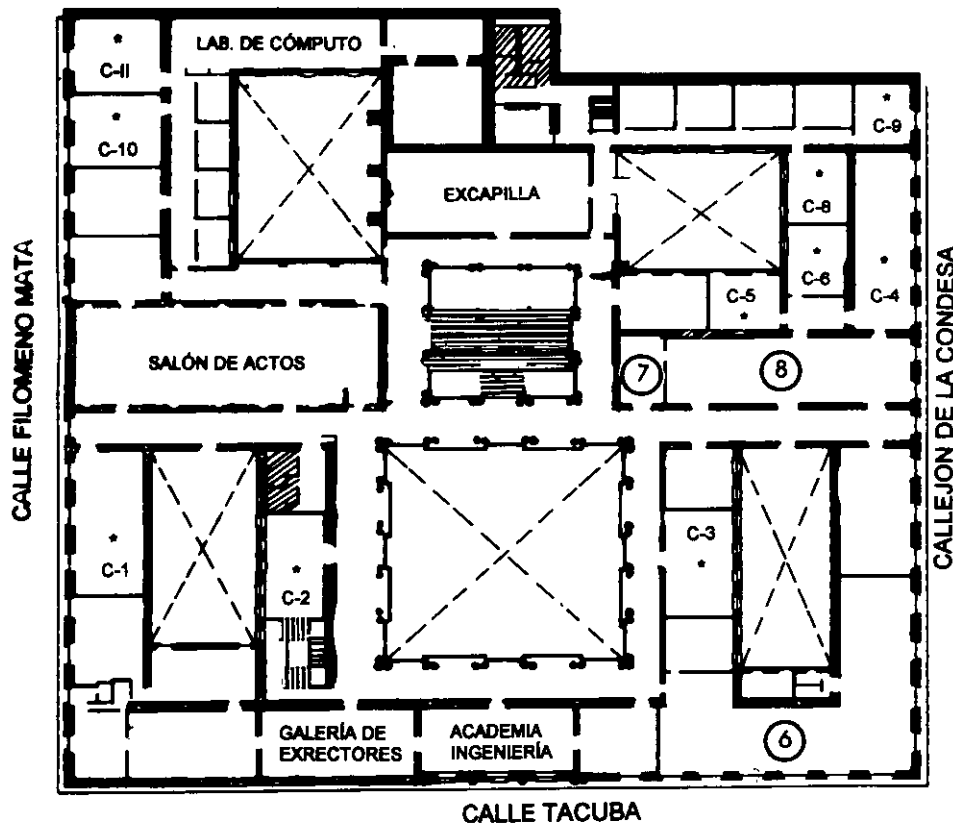 LAB. DE CÓMPUTO
C-11
C-10
C-9
EXCAPILLA
C-8
C-6
C-5
C-4
CALLE FILOMENO MATA
SALÓN DE ACTOS
7
8
CALLEJON DE LA CONDESA
C-3
C-1
C-2
GALERÍA DE
EXRECTORES
ACADEMIA
INGENIERÍA
6
CALLE TACUBA